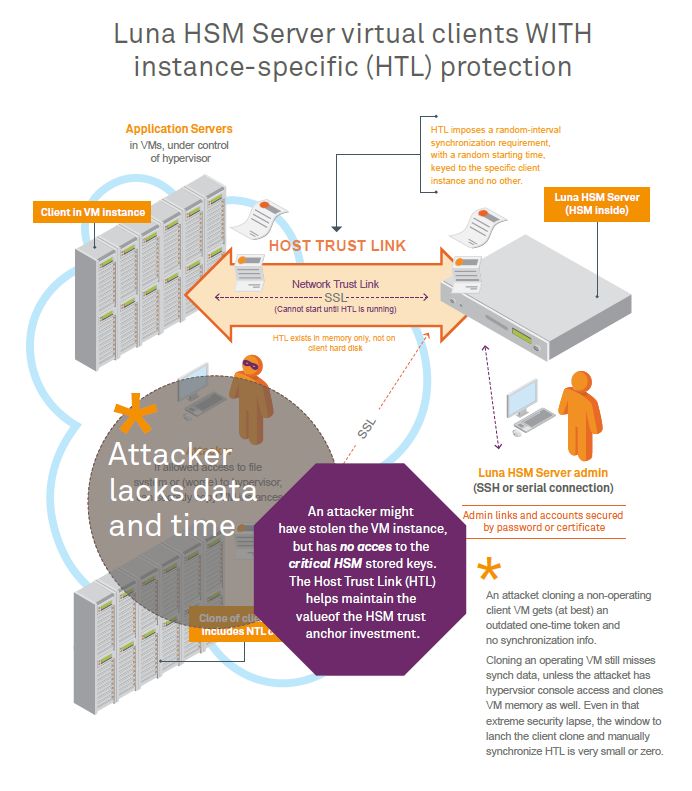 Luna HSM Server virtual clients WITH
instance-specific (HTL) protection
Application Servers
in VMs, under control
of hypervisor
HTL imposes a random-interval
synchronization requirement,
with a random starting time,
keyed to the specific client
instance and no other.
Client in VM instance
Luna HSM Server
(HSM inside)
HOST TRUST LINK
Network Trust Link
SSL
(Cannot start until HTL is running)
HTL exists in memory only, not on
client hard disk
SSL
*
Attacker
lacks data
and time
If allowed access to file
system or (worse) to hypervisor,
Luna HSM Server admin
(SSH or serial connection)
Admin links and accounts secured
by password or certificate
An attacker might
have stolen the VM instance,
but has no acces to the
critical HSM stored keys.
The Host Trust Link (HTL)
helps maintain the
valueof the HSM trust
anchor investment.
Clone of
Includes NTL
*
An attacket cloning a non-operating
client VM gets (at best) an
outdated one-time token and
no synchronization info.
Cloning an operating VM still misses
synch data, unless the attacket has
hypervsior console access and clones
VM memory as well. Even in that
extreme security lapse, the window to
lanch the client clone and manually
synchronize HTL is very small or zero.